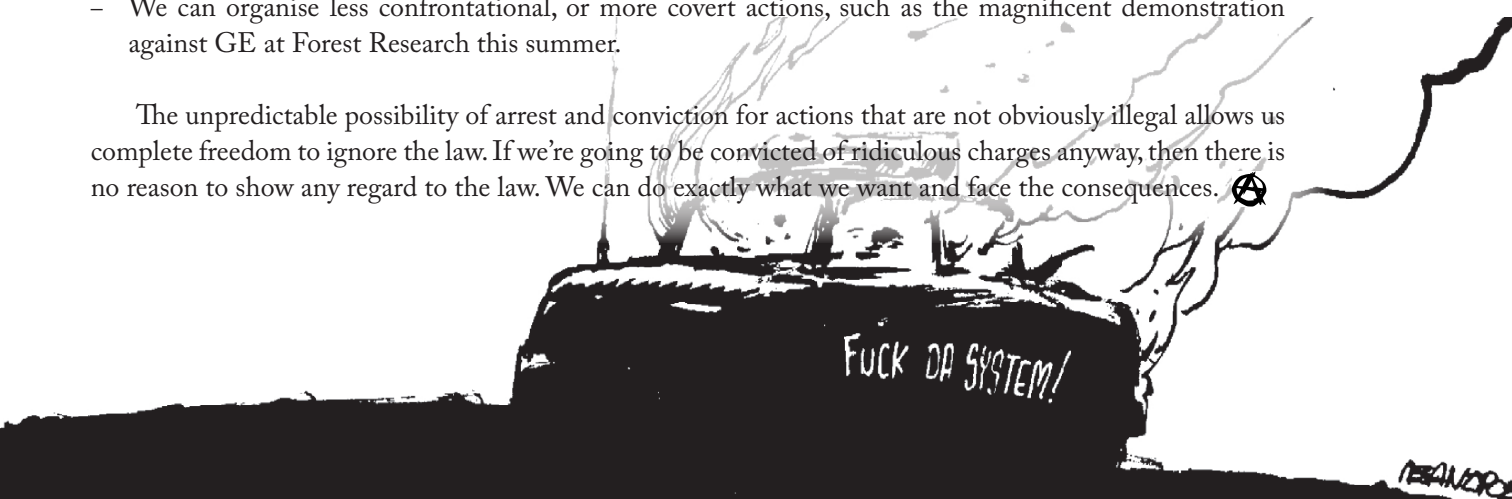 – We can organise less confrontational, or more covert actions, such as the magnificent demonstration
against GE at Forest Research this summer.
The unpredictable possibility of arrest and conviction for actions that are not obviously illegal allows us
complete freedom to ignore the law. If we’re going to be convicted of ridiculous charges anyway, then there is
no reason to show any regard to the law. We can do exactly what we want and face the consequences.
FUCK DA SYSTEM!